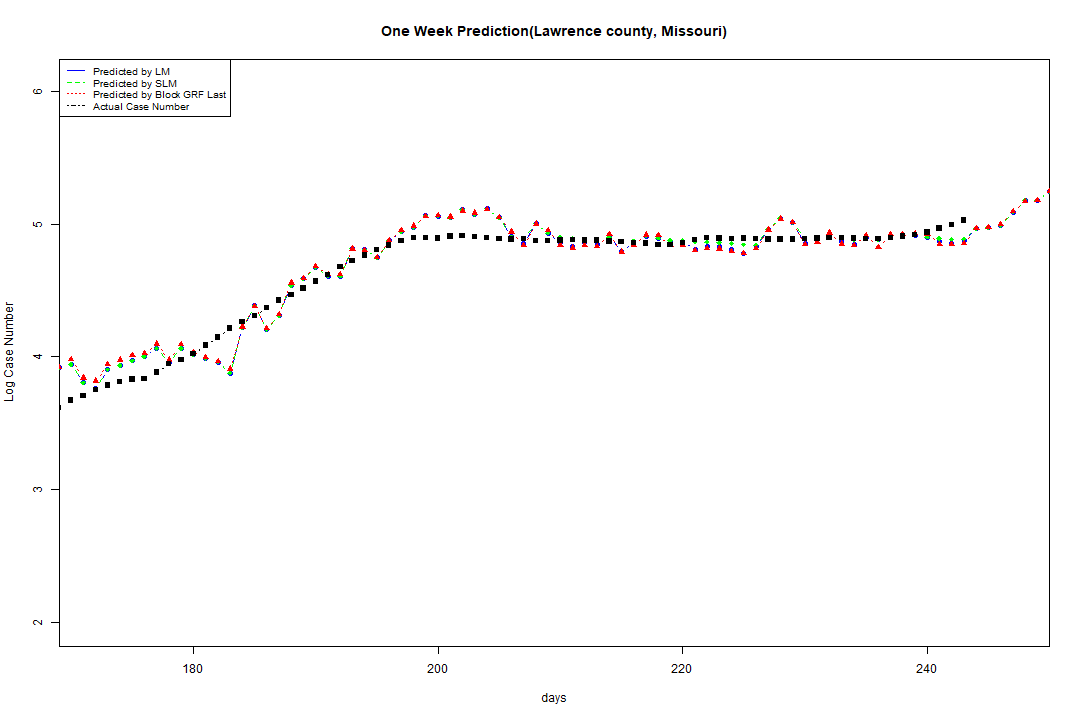 One Week Prediction(Lawrence county, Missouri)
Predicted by LM
Predicted by SLM
Predicted by Block GRF Last
Actual Case Number
6
5
4
3
2
Log Case Number
180
200
220
240
days